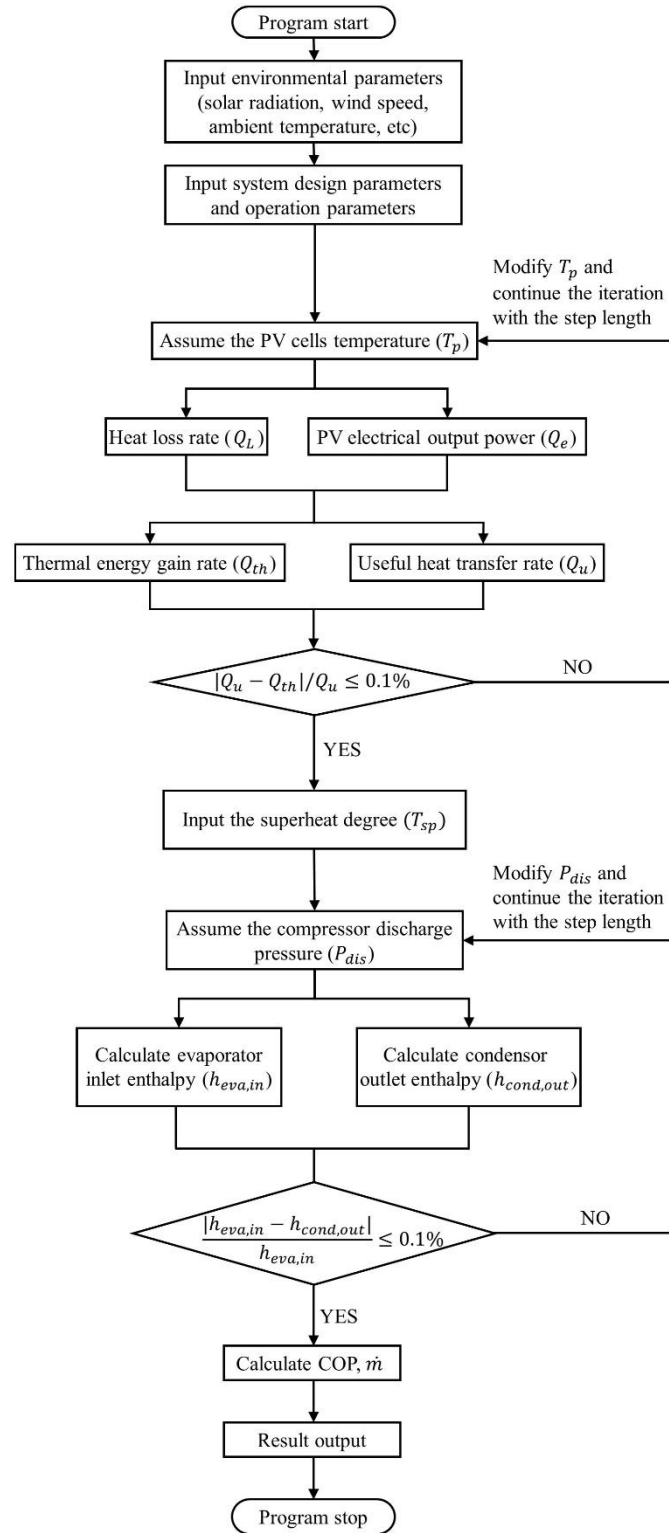 Program start
Input environmental parameters
(solar radiation, wind speed,
ambient temperature, etc)
Input system design parameters
and operation parameters
Modify T_p and
continue the iteration
with the step length
Assume the PV cells temperature (T_p)
Heat loss rate (Q_L)
PV electrical output power (Q_e)
Thermal energy gain rate (Q_th)
Useful heat transfer rate (Q_u)
|Q_u − Q_th|/Q_u ≤ 0.1%
NO
YES
Input the superheat degree (T_sp)
Modify P_dis and
continue the iteration
with the step length
Assume the compressor discharge
pressure (P_dis)
Calculate evaporator
inlet enthalpy (h_eva,in)
Calculate condensor
outlet enthalpy (h_cond,out)
|h_eva,in − h_cond,out|
h_eva,in
≤ 0.1%
NO
YES
Calculate COP, ṁ
Result output
Program stop